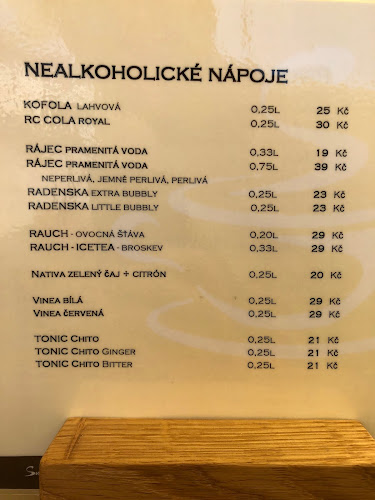 NEALKOHOLICKÉ NÁPOJE
KOFOLA LAHVOVÁ 0,25L 25 Kč
RC COLA ROYAL 0,25L 30 Kč
RÁJEC PRAMENITÁ VODA 0,33L 19 Kč
RÁJEC PRAMENITÁ VODA 0,75L 39 Kč
NEPERLIVÁ, JEMNĚ PERLIVÁ, PERLIVÁ
RADENSKA EXTRA BUBBLY 0,25L 23 Kč
RADENSKA LITTLE BUBBLY 0,25L 23 Kč
RAUCH - OVOCNÁ ŠŤÁVA 0,20L 29 Kč
RAUCH - ICETEA - BROSKEV 0,33L 29 Kč
NATIVA ZELENÝ ČAJ + CITRÓN 0,25L 20 Kč
VINEA BÍLÁ 0,25L 29 Kč
VINEA ČERVENÁ 0,25L 29 Kč
TONIC CHITO 0,25L 21 Kč
TONIC CHITO GINGER 0,25L 21 Kč
TONIC CHITO BITTER 0,25L 21 Kč